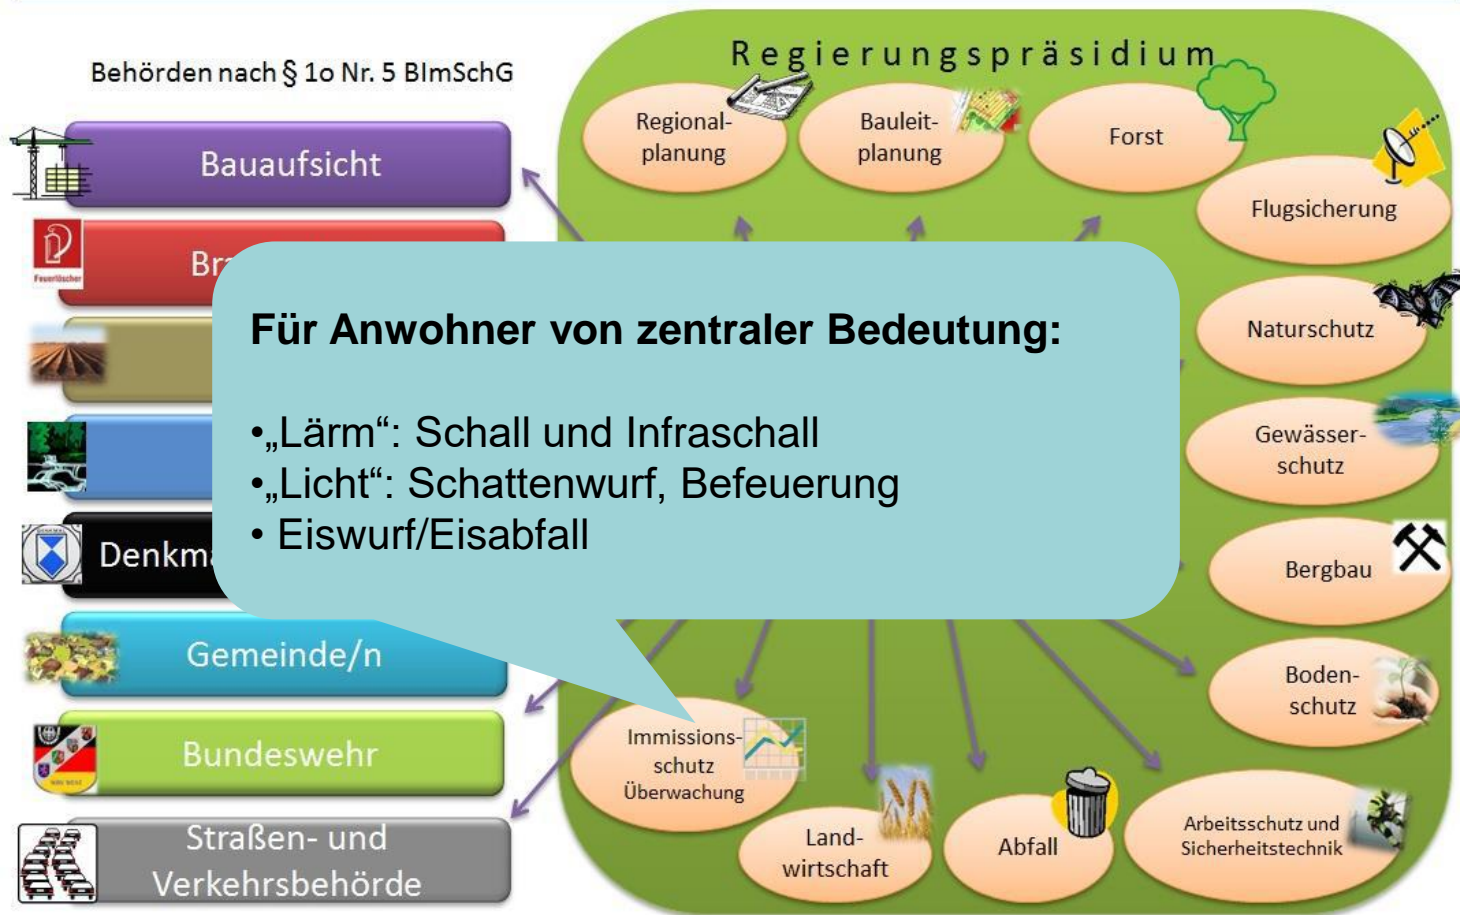 Behörden nach § 1o Nr. 5 BImSchG
Bauaufsicht
Feuerlöscher
Denkm
Gemeinde/n
Bundeswehr
Straßen- und
Verkehrsbehörde
Regierungspräsidium
Regional-
planung
Bauleit-
planung
Forst
Flugsicherung
Naturschutz
Gewässer-
schutz
Bergbau
Boden-
schutz
Arbeitsschutz und
Sicherheitstechnik
Abfall
Land-
wirtschaft
Immissions-
schutz
Überwachung
Für Anwohner von zentraler Bedeutung:
•„Lärm“: Schall und Infraschall
•„Licht“: Schattenwurf, Befeuerung
• Eiswurf/Eisabfall